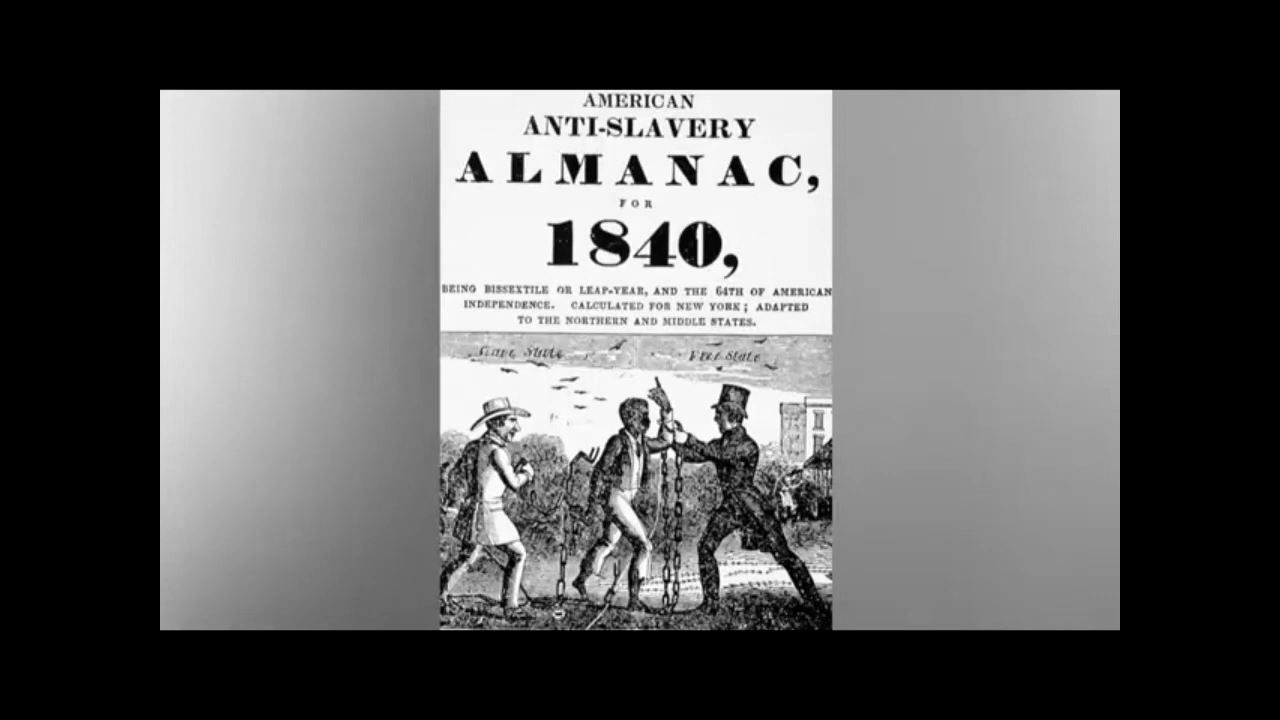 AMERICAN
ANTI-SLAVERY
ALMANAC,
FOR
1840,
BEING BISSEXTILE OR LEAP-YEAR, AND THE 64TH OF AMERICAN
INDEPENDENCE. CALCULATED FOR NEW YORK; ADAPTED
TO THE NORTHERN AND MIDDLE STATES.
State Free State